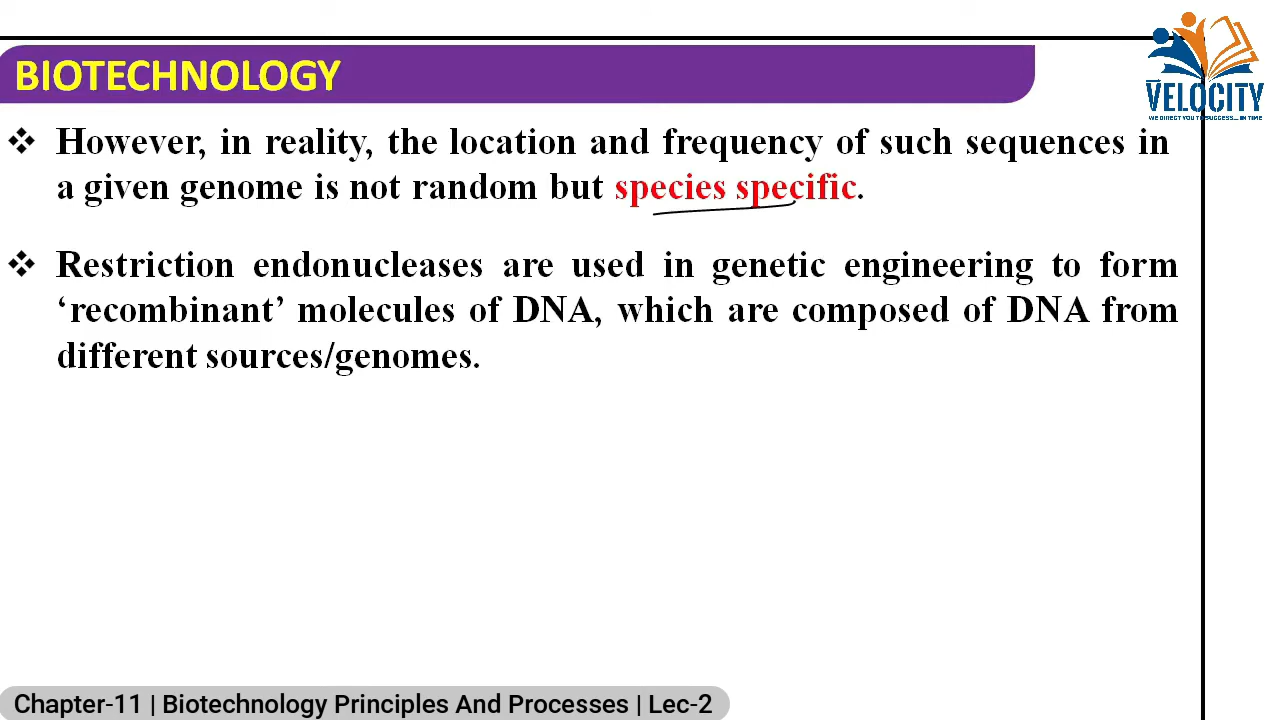 BIOTECHNOLOGY
VELOCITY
WE DIRECT YOU TO SUCCESS.... IN TIME
❖ However, in reality, the location and frequency of such sequences in
a given genome is not random but species specific.
❖ Restriction endonucleases are used in genetic engineering to form
‘recombinant’ molecules of DNA, which are composed of DNA from
different sources/genomes.
Chapter-11 | Biotechnology Principles And Processes | Lec-2